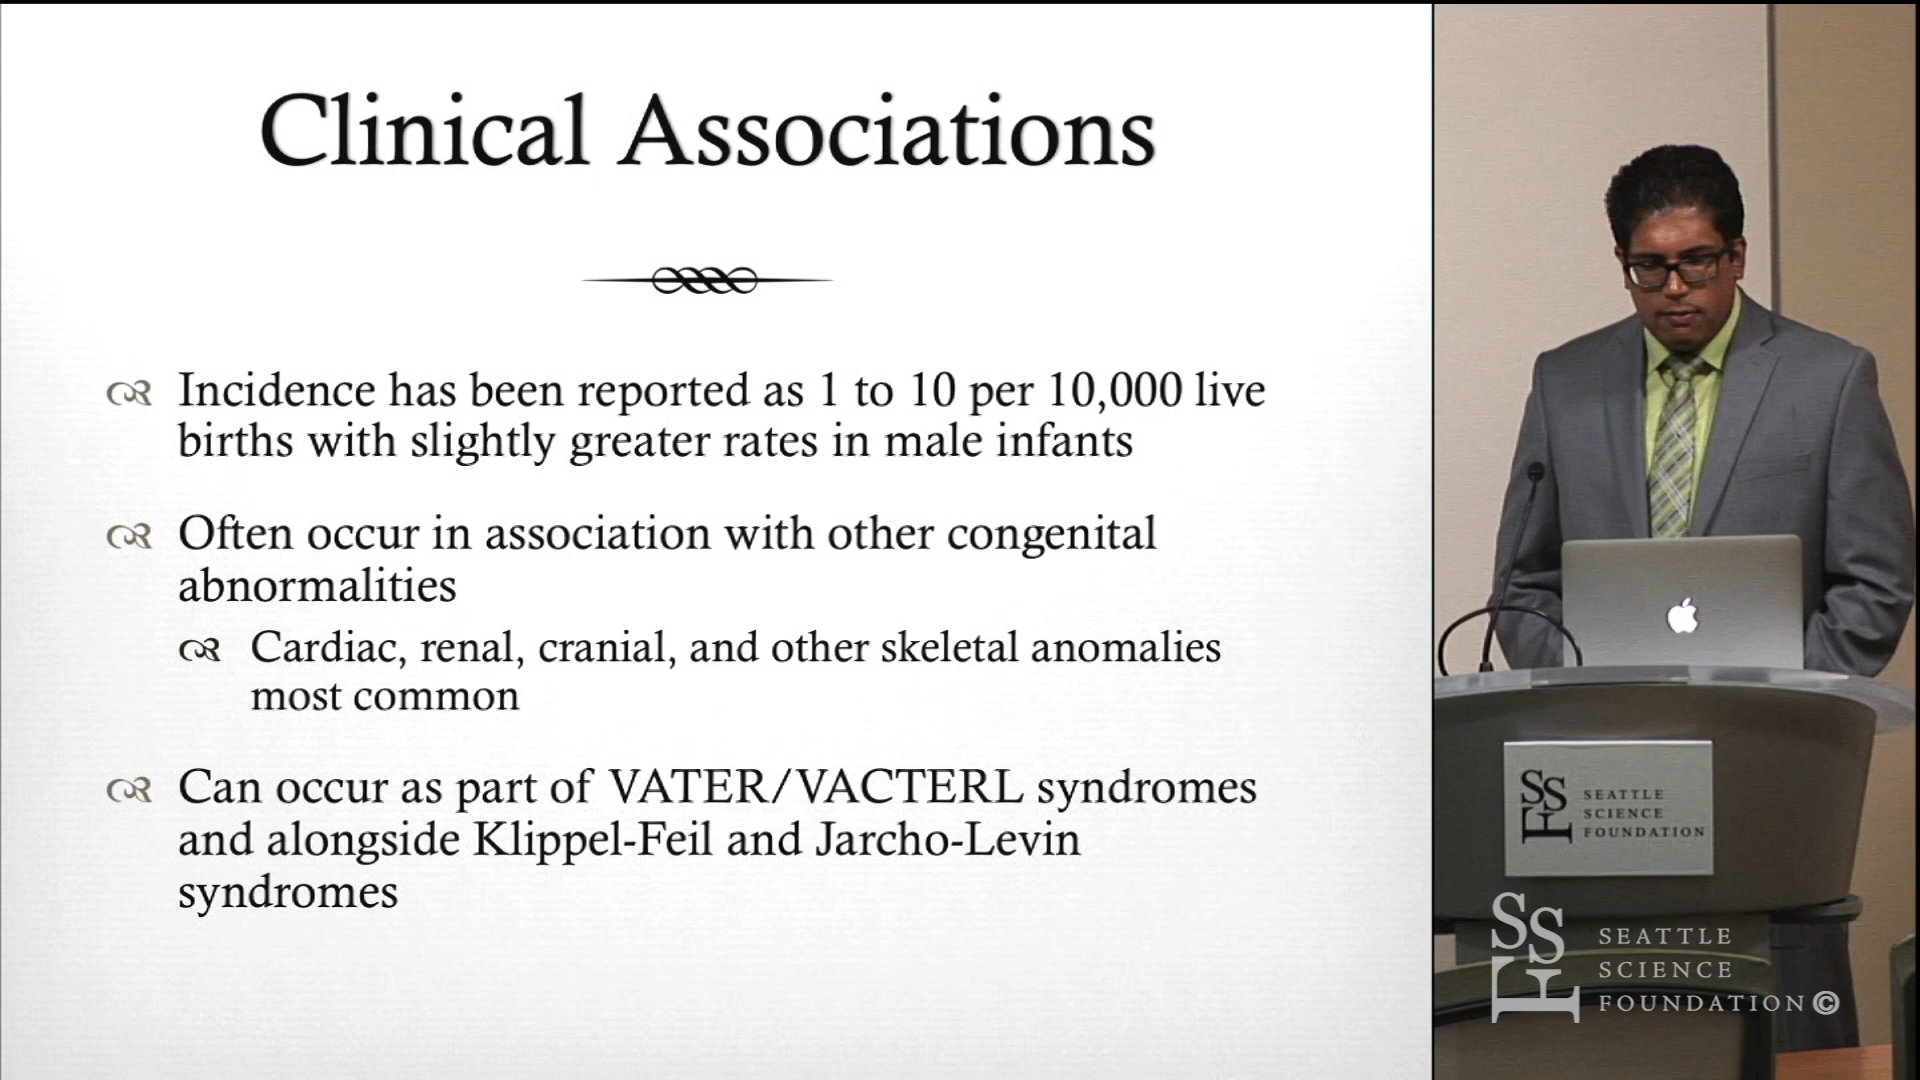 Clinical Associations
Incidence has been reported as 1 to 10 per 10,000 live
births with slightly greater rates in male infants
Often occur in association with other congenital
abnormalities
Cardiac, renal, cranial, and other skeletal anomalies
most common
Can occur as part of VATER/VACTERL syndromes
and alongside Klippel-Feil and Jarcho-Levin
syndromes
SSF
SEATTLE
SCIENCE
FOUNDATION
SSF
SEATTLE
SCIENCE
FOUNDATION©